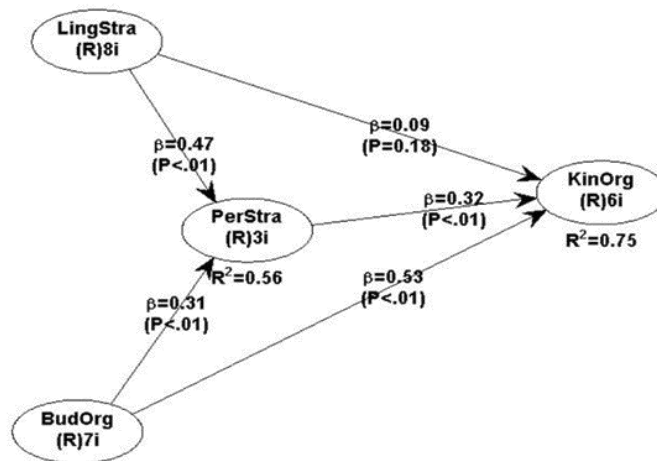 LingStra
(R)8i
β=0.09
(P=0.18)
β=0.47
(P<.01)
KinOrg
(R)6i
R²=0.75
PerStra
(R)3i
R²=0.56
β=0.32
(P<.01)
β=0.53
(P<.01)
β=0.31
(P<.01)
BudOrg
(R)7i